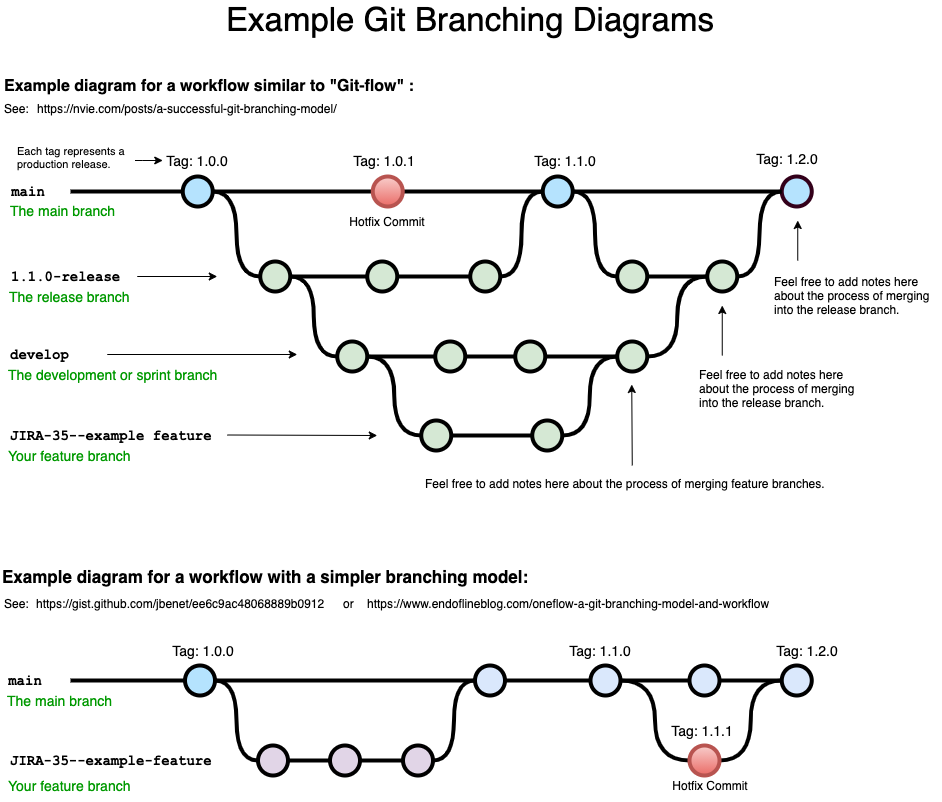 Example Git Branching Diagrams
Example diagram for a workflow similar to "Git-flow" :
See: https://nvie.com/posts/a-successful-git-branching-model/
Each tag represents a
production release.
Tag: 1.0.0
Tag: 1.0.1
Tag: 1.1.0
Tag: 1.2.0
main
The main branch
Hotfix Commit
1.1.0-release
The release branch
Feel free to add notes here
about the process of merging
into the release branch.
develop
The development or sprint branch
Feel free to add notes here
about the process of merging
into the release branch.
JIRA-35--example feature
Your feature branch
Feel free to add notes here about the process of merging feature branches.
Example diagram for a workflow with a simpler branching model:
See: https://gist.github.com/jbenet/ee6c9ac48068889b0912 or https://www.endoflineblog.com/oneflow-a-git-branching-model-and-workflow
Tag: 1.0.0
Tag: 1.1.0
Tag: 1.2.0
main
The main branch
Tag: 1.1.1
JIRA-35--example-feature
Your feature branch
Hotfix Commit